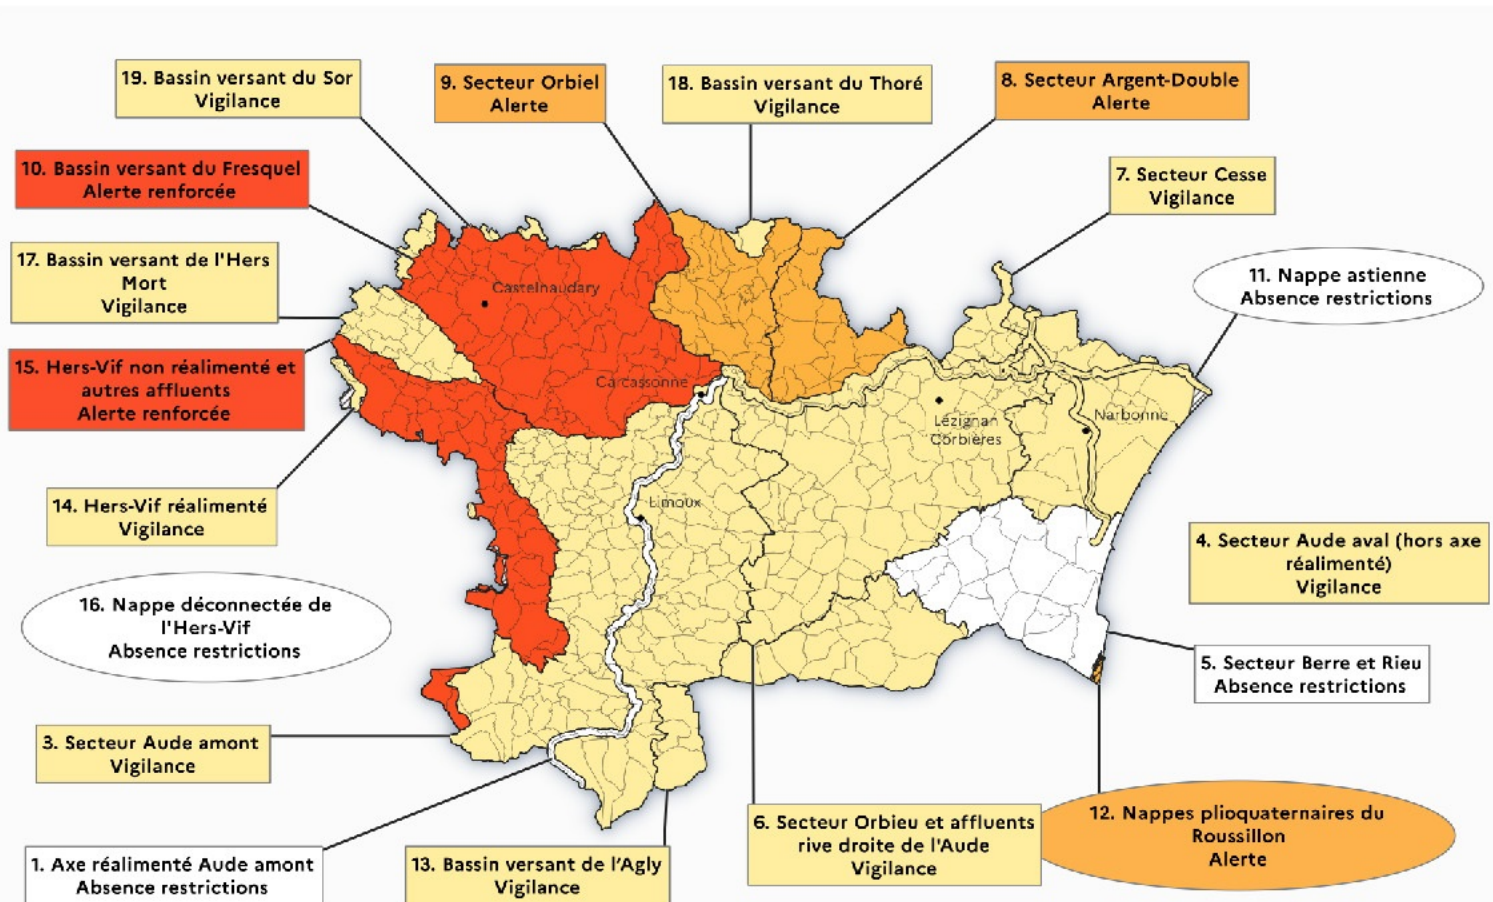 19. Bassin versant du Sor
Vigilance
9. Secteur Orbiel
Alerte
18. Bassin versant du Thoré
Vigilance
8. Secteur Argent-Double
Alerte
10. Bassin versant du Fresquel
Alerte renforcée
7. Secteur Cesse
Vigilance
17. Bassin versant de l'Hers
Mort
Vigilance
11. Nappe astienne
Absence restrictions
Castelnaudary
15. Hers-Vif non réalimenté et
autres affluents
Alerte renforcée
Carcassonne
Lézignan
Corbières
Narbonne
14. Hers-Vif réalimenté
Vigilance
Limoux
4. Secteur Aude aval (hors axe
réalimenté)
Vigilance
16. Nappe déconnectée de
l'Hers-Vif
Absence restrictions
5. Secteur Berre et Rieu
Absence restrictions
3. Secteur Aude amont
Vigilance
6. Secteur Orbieu et affluents
rive droite de l'Aude
Vigilance
12. Nappes plioquaternaires du
Roussillon
Alerte
1. Axe réalimenté Aude amont
Absence restrictions
13. Bassin versant de l'Agly
Vigilance